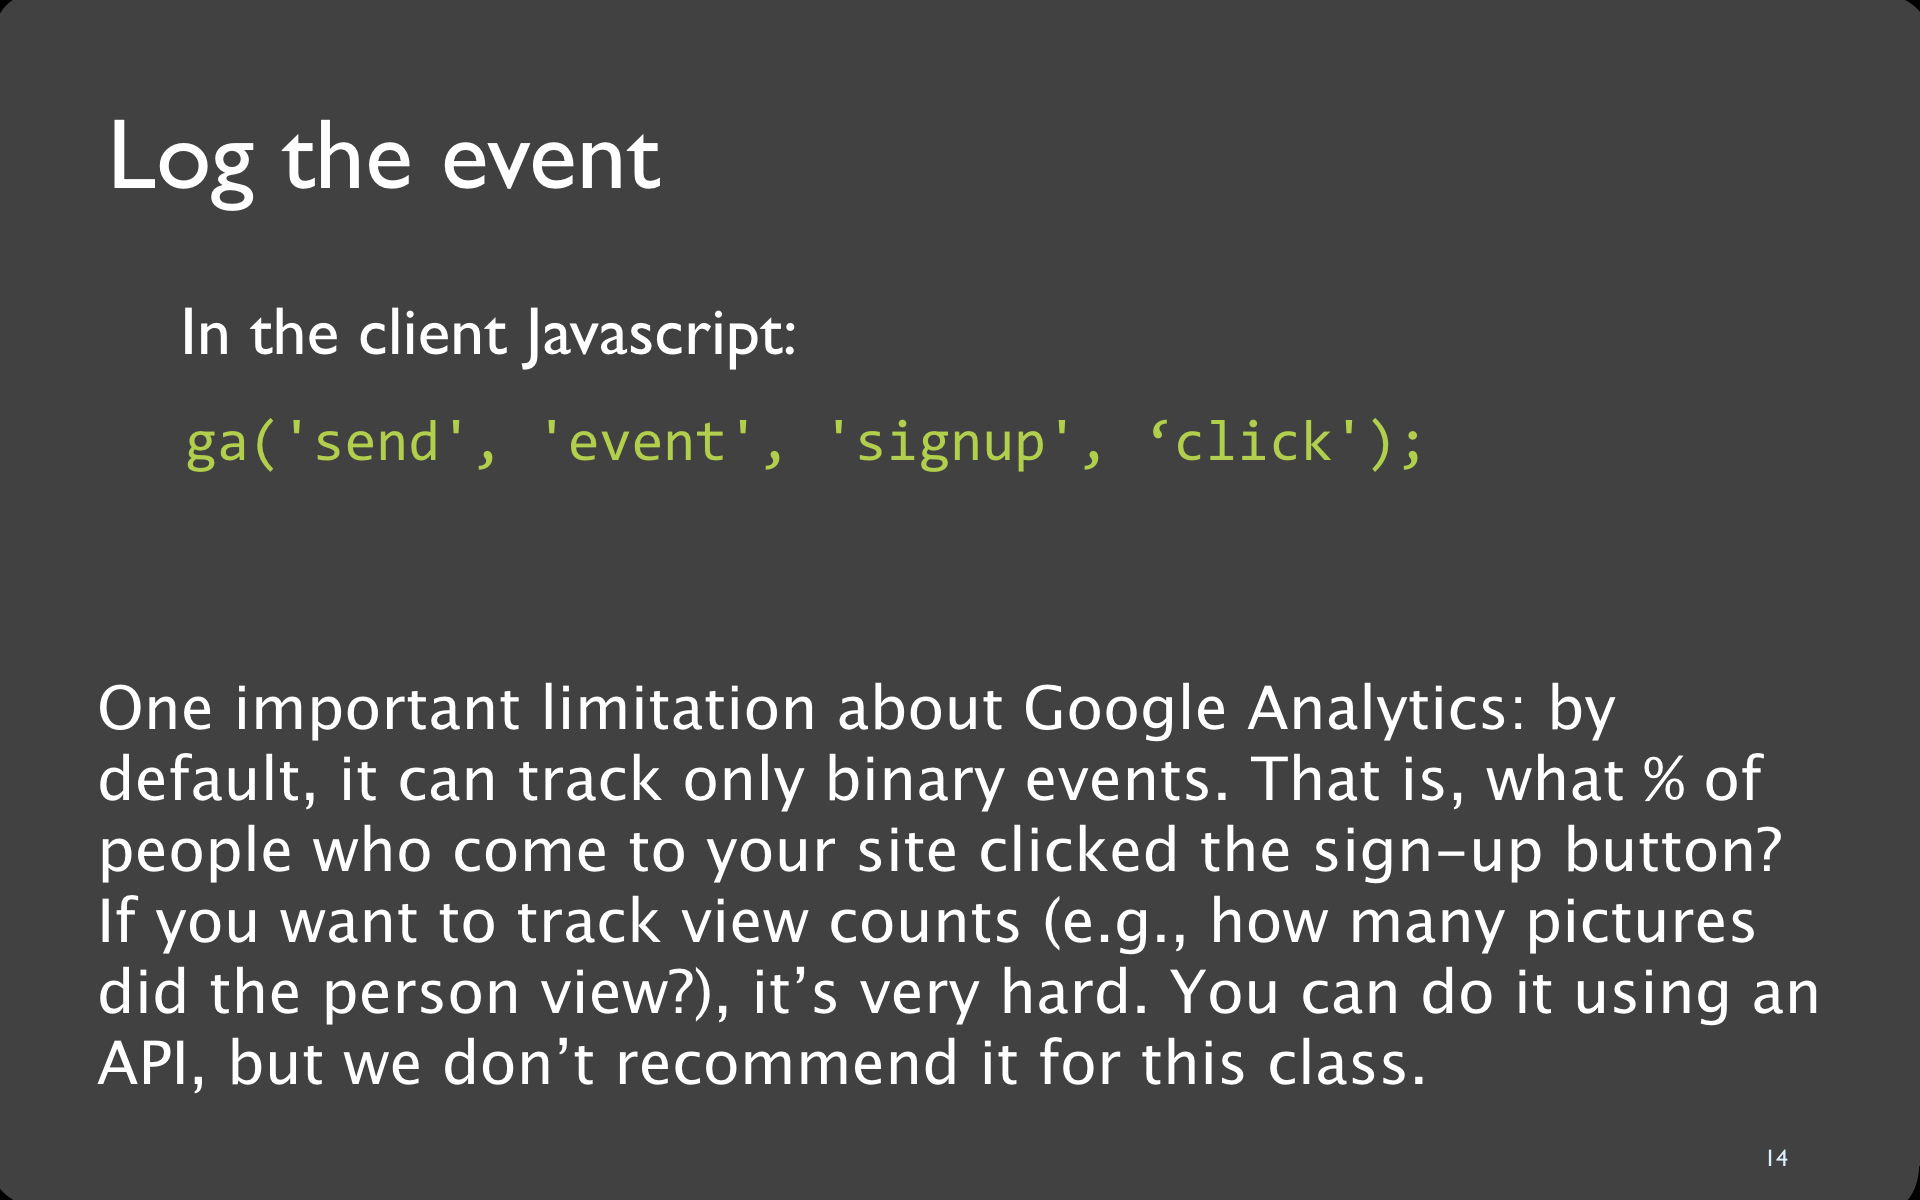 Log the event
In the client Javascript:
ga('send', 'event', 'signup', ‘click');
One important limitation about Google Analytics: by
default, it can track only binary events. That is, what % of
people who come to your site clicked the sign-up button?
If you want to track view counts (e.g., how many pictures
did the person view?), it’s very hard. You can do it using an
API, but we don’t recommend it for this class.
14